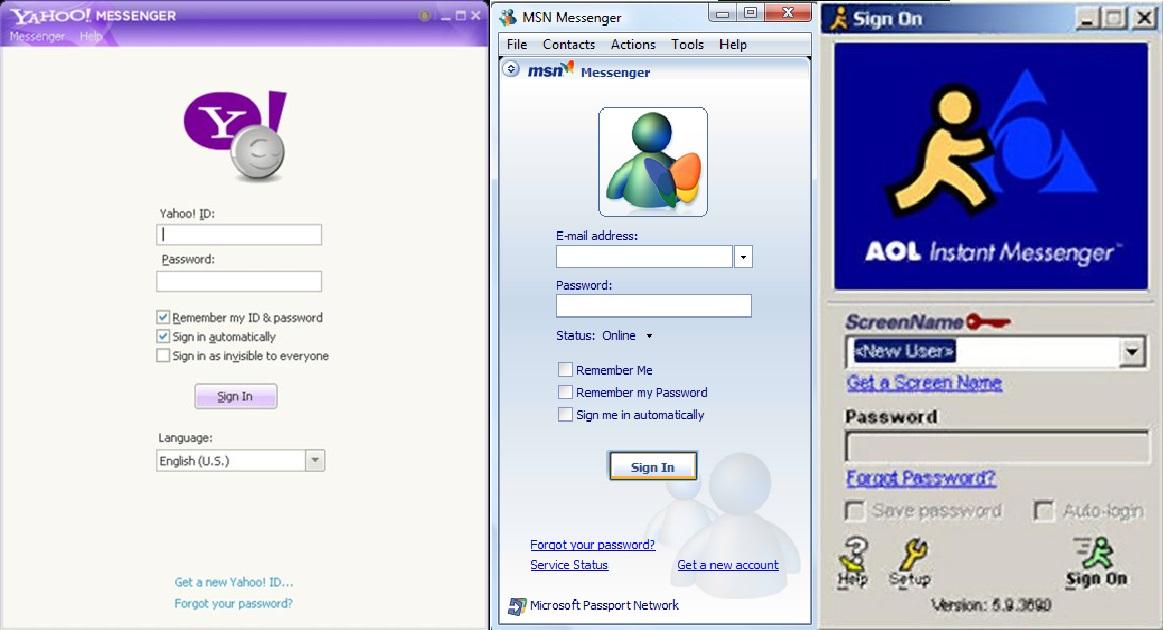 YAHOO! MESSENGER
Messenger Help
Y!
Yahoo! ID:
Password:
Remember my ID & password
Sign in automatically
Sign in as invisible to everyone
Sign In
Language:
English (U.S.)
Get a new Yahoo! ID...
Forgot your password?
MSN Messenger
File Contacts Actions Tools Help
msn Messenger
E-mail address:
Password:
Status: Online
Remember Me
Remember my Password
Sign me in automatically
Sign In
Forgot your password?
Service Status Get a new account
Microsoft Passport Network
Sign On
AOL Instant Messenger™
ScreenName
<New User>
Get a Screen Name
Password
Forgot Password?
Save password Auto-login
Help Setup Sign On
Version: 5.9.3690